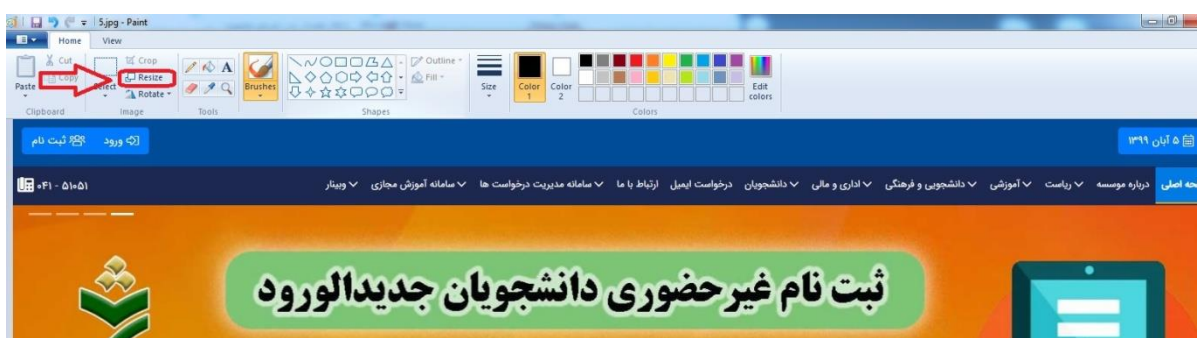 5.jpg - Paint
Home View
Cut
Copy
Paste
Clipboard
Crop
Resize
Rotate
Select
Image
Tools
Brushes
Outline
Fill
Shapes
Size
Color 1
Color 2
Edit colors
Colors
۵ آبان ۱۳۹۹
ورود ثبت نام
درباره موسسه ریاست آموزشی دانشجویی و فرهنگی اداری و مالی دانشجویان درخواست ایمیل ارتباط با ما سامانه مدیریت درخواست ها سامانه آموزش مجازی وبینار
۰۴۱ - ۵۱۰۵۱
ثبت نام غیرحضوری دانشجویان جدیدالورود